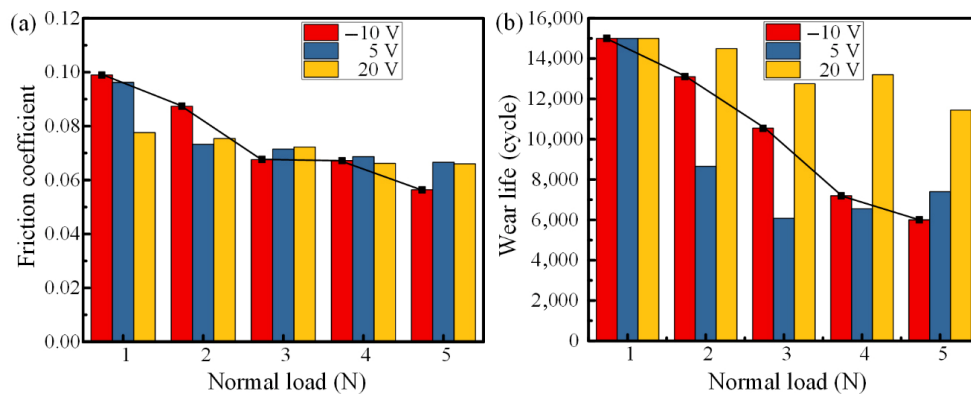 (a)
−10 V
5 V
20 V
0.12
0.10
0.08
0.06
0.04
0.02
0.00
Friction coefficient
1 2 3 4 5
Normal load (N)
(b)
−10 V
5 V
20 V
16,000
14,000
12,000
10,000
8,000
6,000
4,000
2,000
0
Wear life (cycle)
1 2 3 4 5
Normal load (N)